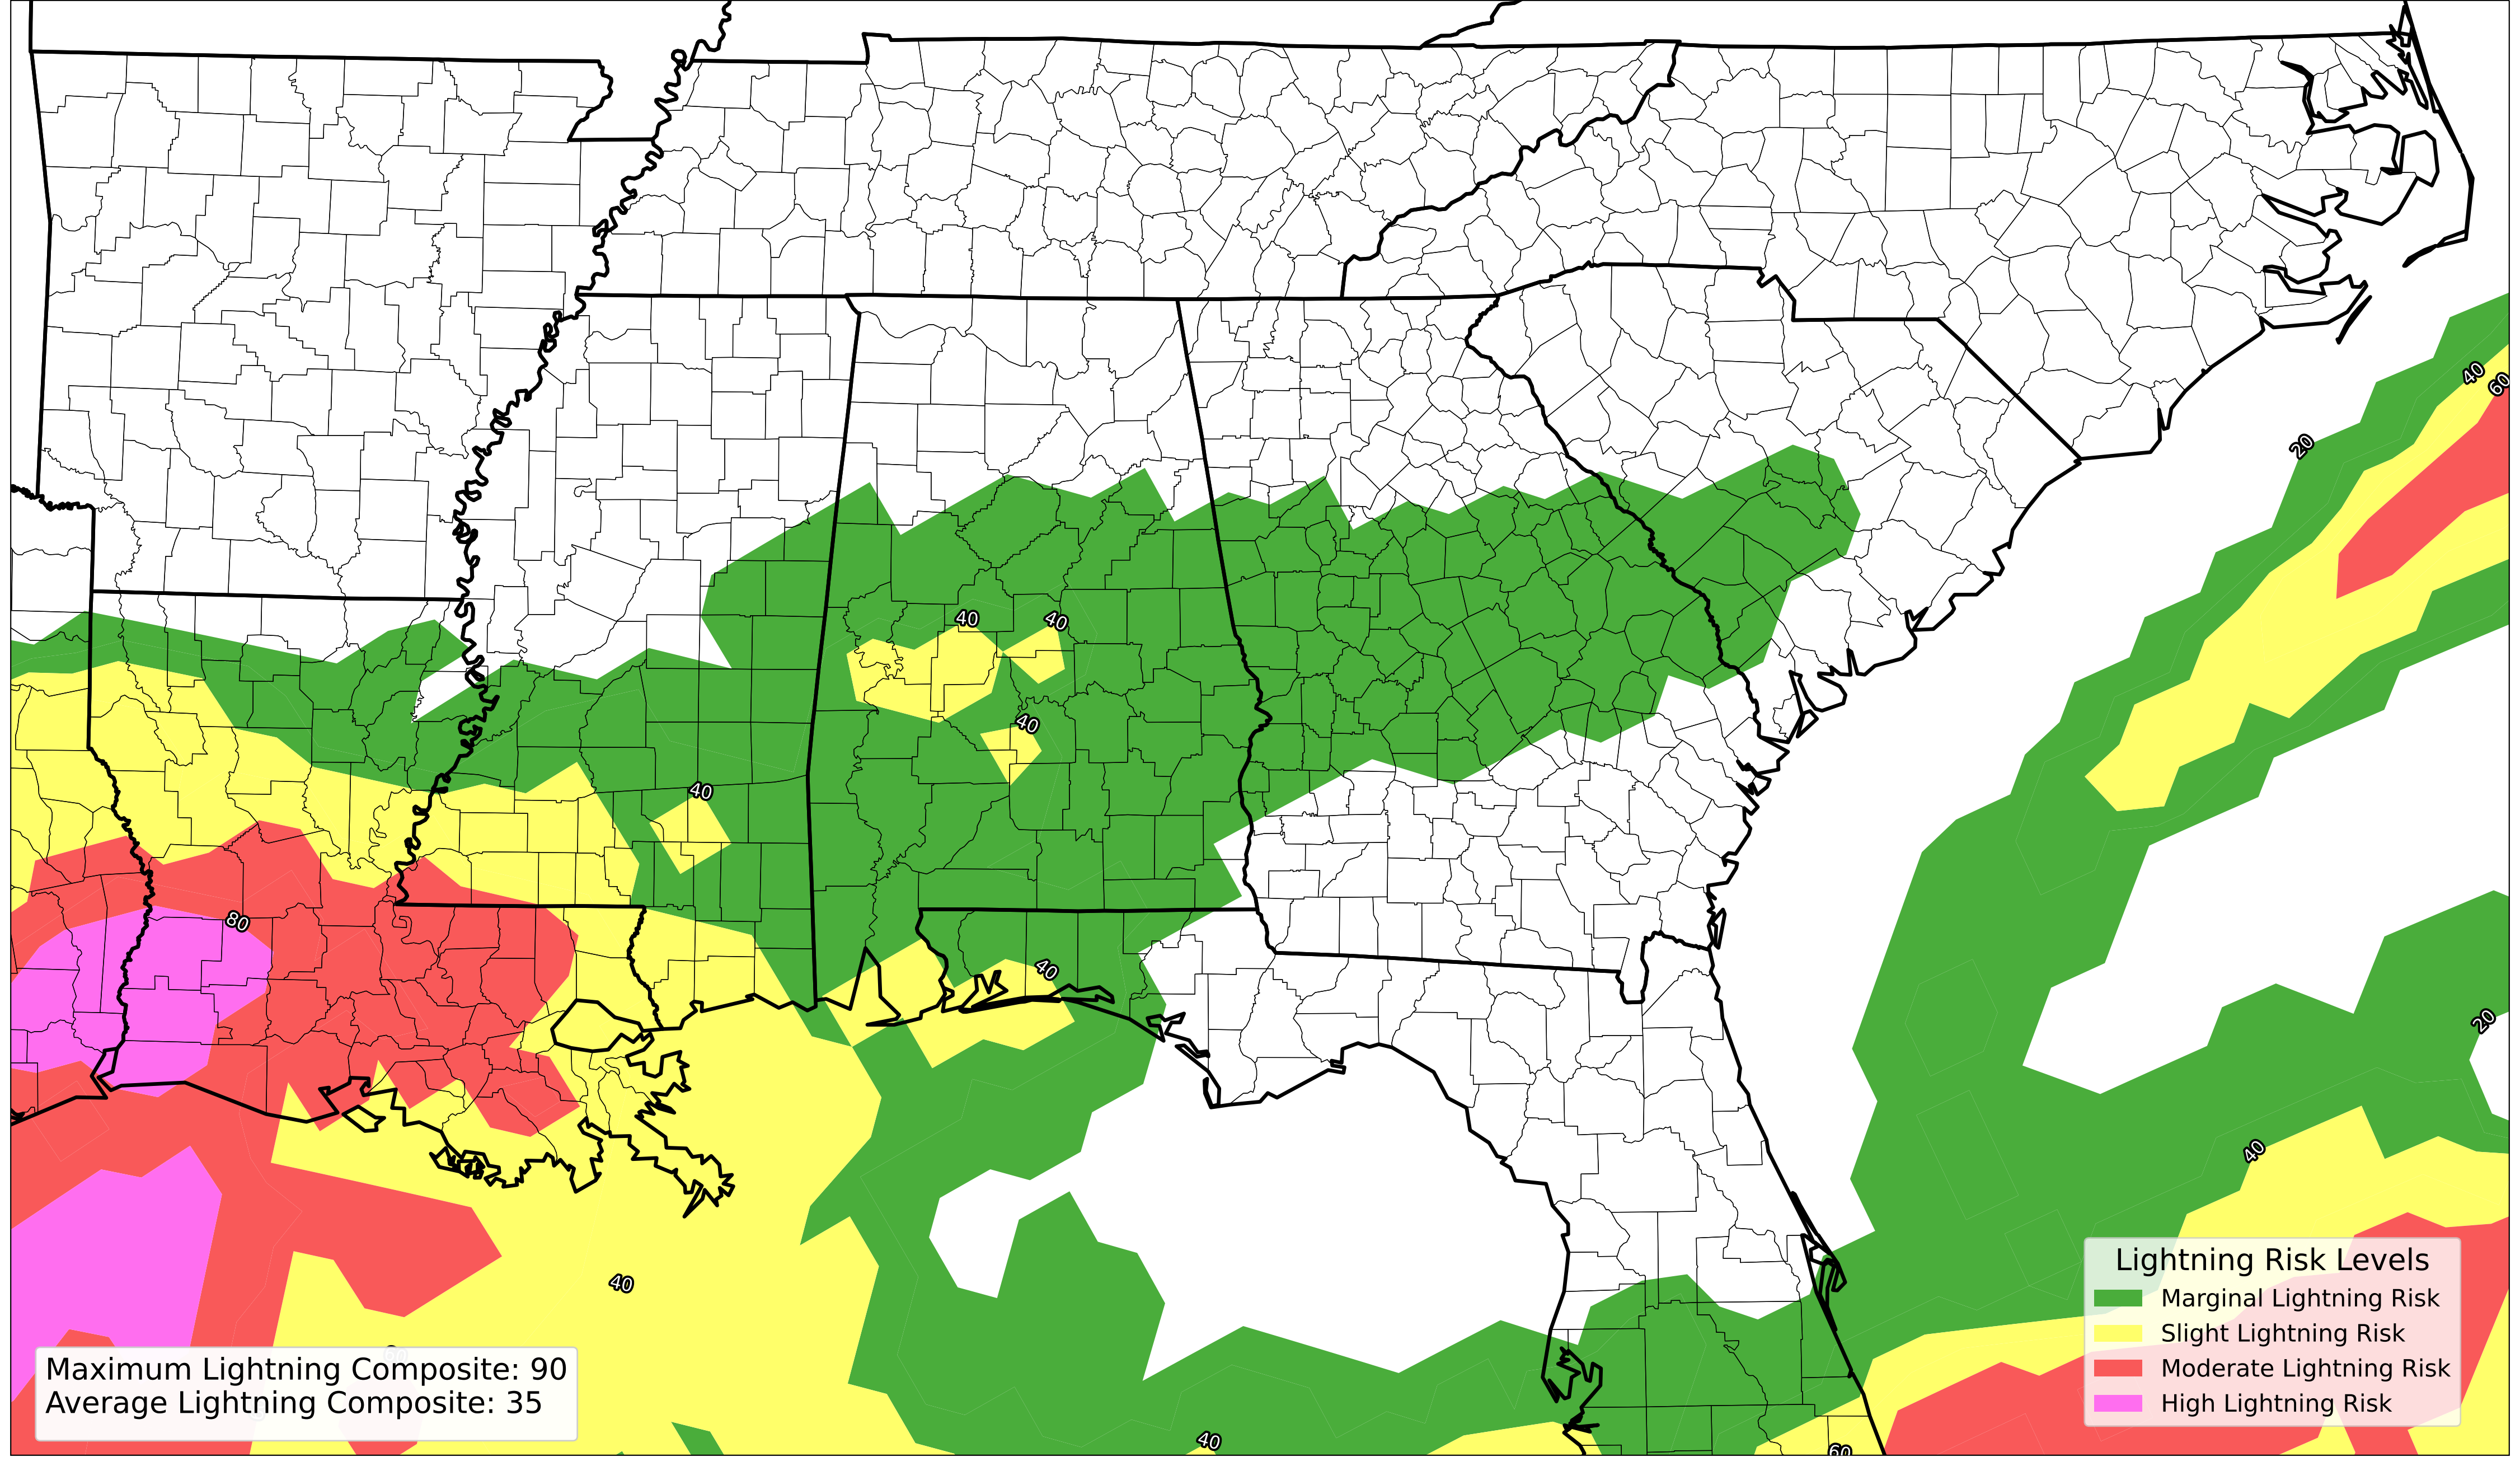 40
60
20
40
40
40
40
80
40
20
40
40
40
60
Lightning Risk Levels
Marginal Lightning Risk
Slight Lightning Risk
Moderate Lightning Risk
High Lightning Risk
Maximum Lightning Composite: 90
Average Lightning Composite: 35